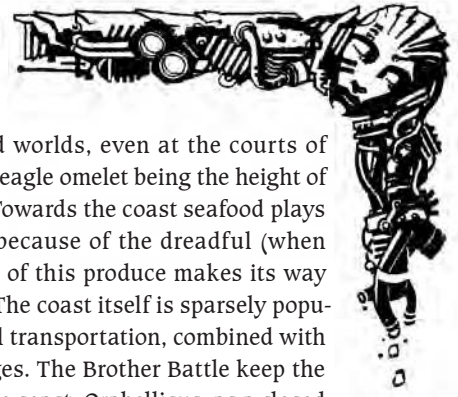 d worlds, even at the courts of
eagle omelet being the height of
Towards the coast seafood plays
because of the dreadful (when
of this produce makes its way
The coast itself is sparsely popu-
d transportation, combined with
ges. The Brother Battle keep the